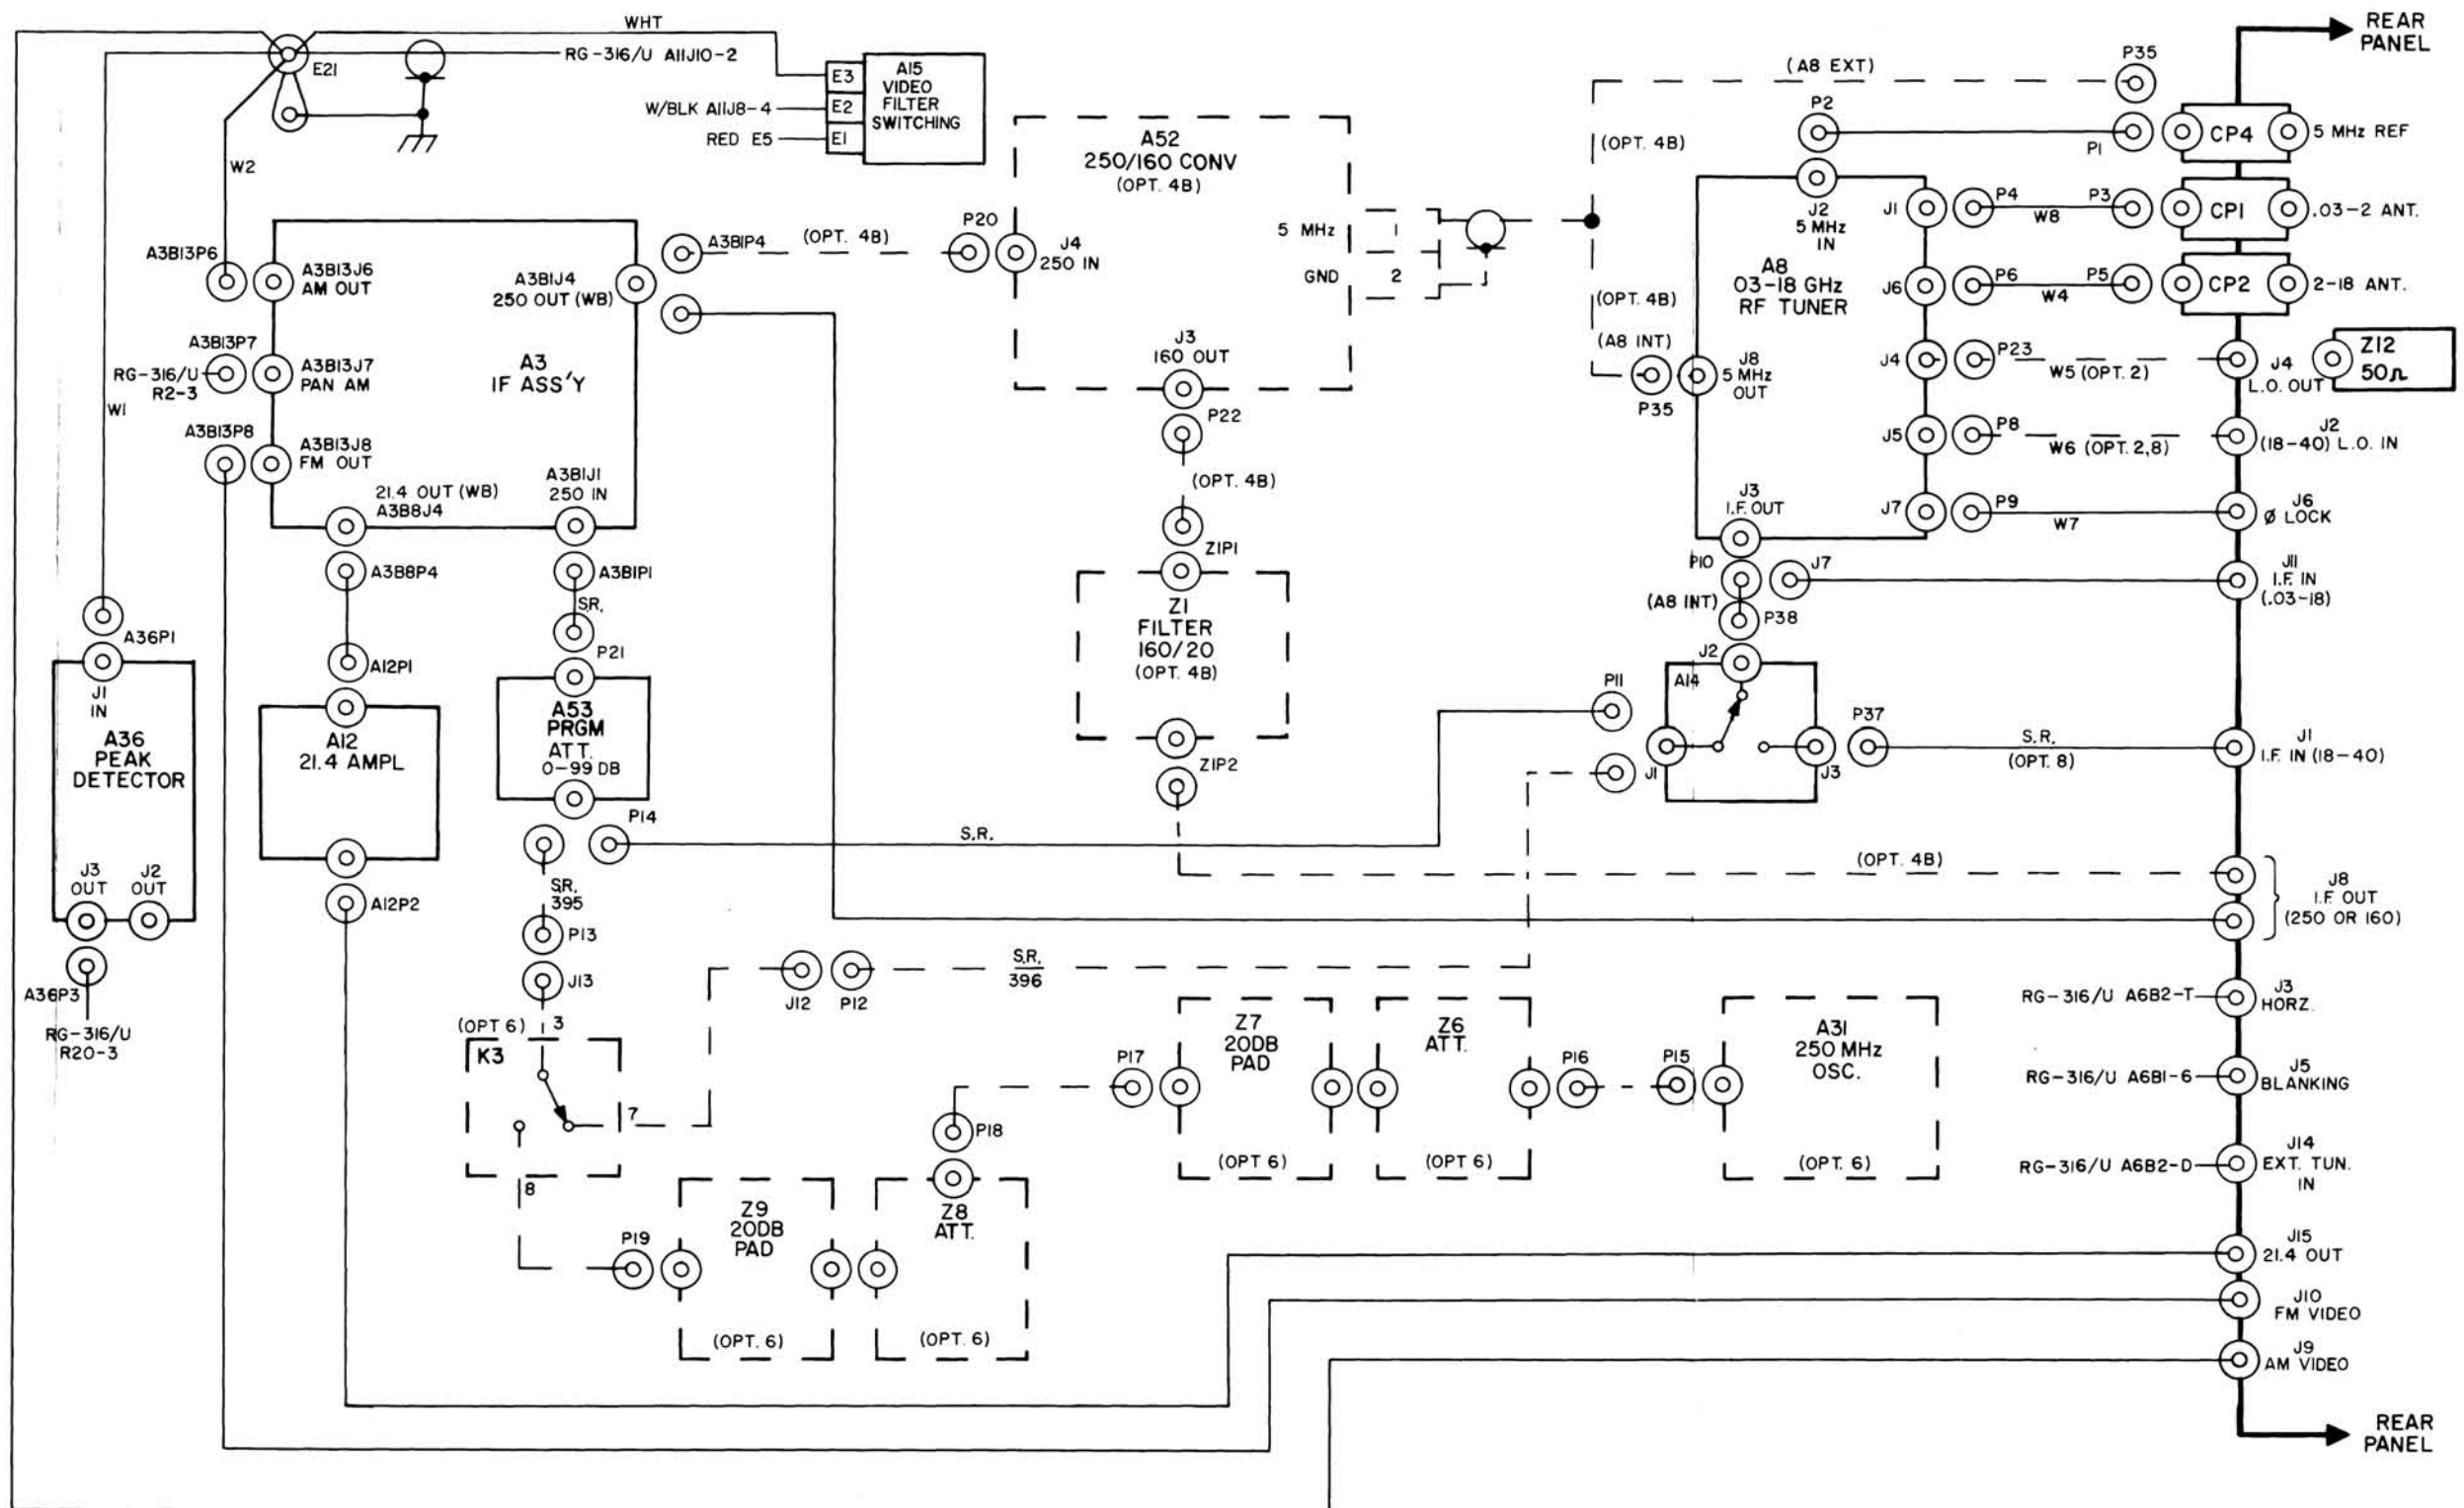 WHT
RG-316/U A11J10-2
E21
W2
W1
E3
E2
E1
A15
VIDEO
FILTER
SWITCHING
W/BLK A11J8-4
RED E5
REAR
PANEL
(A8 EXT)
P35
P2
P1
CP4
5 MHz REF
(OPT. 4B)
A52
250/160 CONV
(OPT. 4B)
P20
J4
250 IN
5 MHz
1
GND
2
J3
160 OUT
P22
(OPT. 4B)
(OPT. 4B)
(A8 INT)
P35
J8
5 MHz
OUT
J2
5 MHz
IN
A8
03-18 GHz
RF TUNER
J1
P4
W8
P3
CP1
.03-2 ANT.
J6
P6
W4
P5
CP2
2-18 ANT.
J4
P23
W5 (OPT. 2)
J4
L.O. OUT
Z12
50Ω
J5
P8
W6 (OPT. 2,8)
J2
(18-40) L.O. IN
J7
P9
W7
J6
Ø LOCK
J3
I.F. OUT
P10
J7
(A8 INT)
P38
J11
I.F. IN
(.03-18)
A3B13P6
A3B13J6
AM OUT
A3B1J4
250 OUT (WB)
A3B1P4
(OPT. 4B)
A3B13P7
RG-316/U
R2-3
A3B13J7
PAN AM
A3
IF ASS'Y
A3B13P8
A3B13J8
FM OUT
21.4 OUT (WB)
A3B8J4
A3B1J1
250 IN
A3B8P4
A3B1P1
SR.
P21
A12P1
A12
21.4 AMPL
A12P2
A53
PRGM
ATT.
0-99 DB
P14
S.R.
A36P1
J1
IN
A36
PEAK
DETECTOR
J3
OUT
J2
OUT
A36P3
RG-316/U
R20-3
Z1P1
Z1
FILTER
160/20
(OPT. 4B)
Z1P2
P11
J2
A14
J1
J3
P37
S.R.
(OPT. 8)
J1
I.F. IN (18-40)
(OPT. 4B)
J8
I.F. OUT
(250 OR 160)
SR.
395
P13
J13
(OPT 6)
3
K3
7
8
J12
P12
S.R.
396
P19
Z9
20DB
PAD
(OPT. 6)
Z8
ATT.
(OPT. 6)
P18
P17
Z7
20DB
PAD
(OPT 6)
Z6
ATT.
(OPT 6)
P16
P15
A31
250 MHz
OSC.
(OPT. 6)
RG-316/U A6B2-T
J3
HORZ.
RG-316/U A6B1-6
J5
BLANKING
RG-316/U A6B2-D
J14
EXT. TUN.
IN
J15
21.4 OUT
J10
FM VIDEO
J9
AM VIDEO
REAR
PANEL